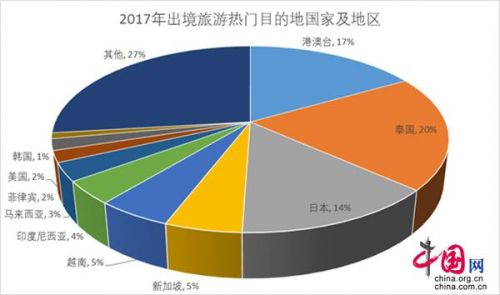 2017年出境旅游热门目的地国家及地区
港澳台, 17%
泰国, 20%
日本, 14%
新加坡, 5%
越南, 5%
印度尼西亚, 4%
马来西亚, 3%
菲律宾, 2%
美国, 2%
韩国, 1%
其他, 27%
中国网
china.org.cn
china.com.cn